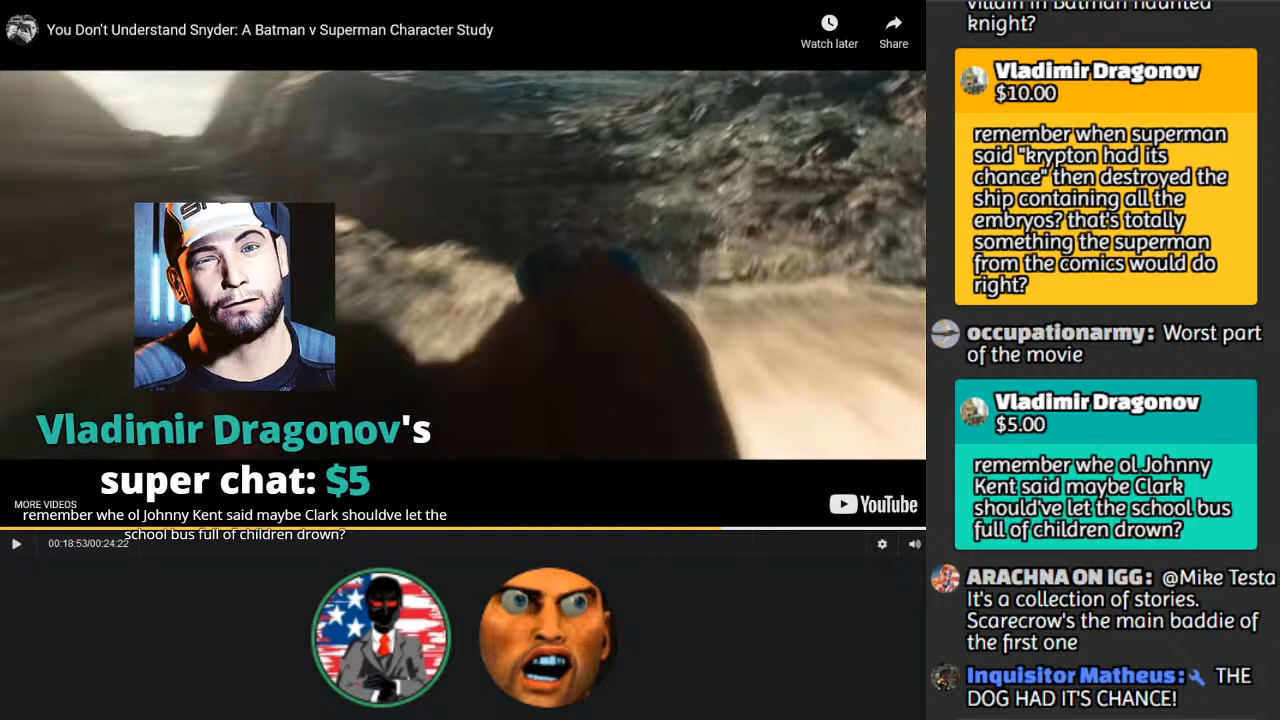 You Don't Understand Snyder: A Batman v Superman Character Study
Watch later
Share
Vladimir Dragonov's
super chat: $5
MORE VIDEOS
remember whe ol Johnny Kent said maybe Clark shouldve let the
school bus full of children drown?
YouTube
00:18:53/00:24:22
villain in Batman haunted
knight?
Vladimir Dragonov
$10.00
remember when superman
said "krypton had its
chance" then destroyed the
ship containing all the
embryos? that's totally
something the superman
from the comics would do
right?
occupationarmy: Worst part
of the movie
Vladimir Dragonov
$5.00
remember whe ol Johnny
Kent said maybe Clark
should've let the school bus
full of children drown?
ARACHNA ON IGG: @Mike Testa
It's a collection of stories.
Scarecrow's the main baddie of
the first one
Inquisitor Matheus: THE
DOG HAD IT'S CHANCE!